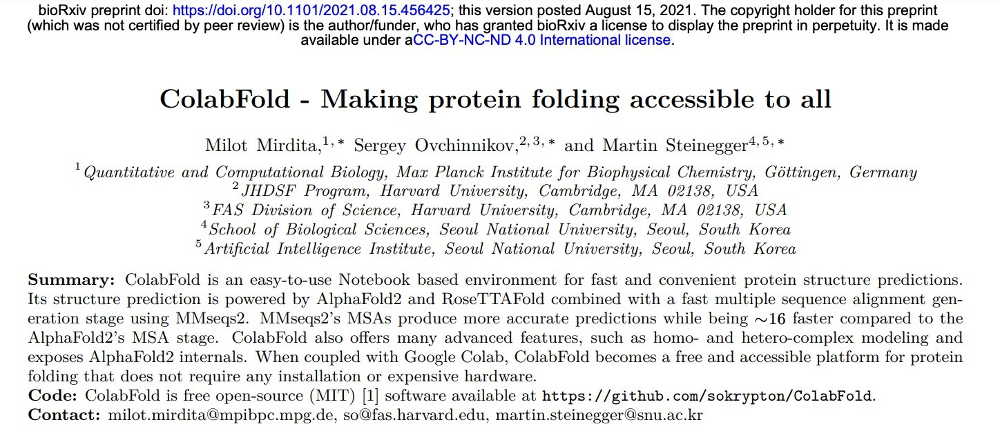 bioRxiv preprint doi: https://doi.org/10.1101/2021.08.15.456425; this version posted August 15, 2021. The copyright holder for this preprint
(which was not certified by peer review) is the author/funder, who has granted bioRxiv a license to display the preprint in perpetuity. It is made
available under aCC-BY-NC-ND 4.0 International license.
ColabFold - Making protein folding accessible to all
Milot Mirdita,1, * Sergey Ovchinnikov,2, 3, * and Martin Steinegger4, 5, *
1 Quantitative and Computational Biology, Max Planck Institute for Biophysical Chemistry, Göttingen, Germany
2 JHDSF Program, Harvard University, Cambridge, MA 02138, USA
3 FAS Division of Science, Harvard University, Cambridge, MA 02138, USA
4 School of Biological Sciences, Seoul National University, Seoul, South Korea
5 Artificial Intelligence Institute, Seoul National University, Seoul, South Korea
Summary: ColabFold is an easy-to-use Notebook based environment for fast and convenient protein structure predictions.
Its structure prediction is powered by AlphaFold2 and RoseTTAFold combined with a fast multiple sequence alignment gen-
eration stage using MMseqs2. MMseqs2's MSAs produce more accurate predictions while being ~16 faster compared to the
AlphaFold2's MSA stage. ColabFold also offers many advanced features, such as homo- and hetero-complex modeling and
exposes AlphaFold2 internals. When coupled with Google Colab, ColabFold becomes a free and accessible platform for protein
folding that does not require any installation or expensive hardware.
Code: ColabFold is free open-source (MIT) [1] software available at https://github.com/sokrypton/ColabFold.
Contact: milot.mirdita@mpibpc.mpg.de, so@fas.harvard.edu, martin.steinegger@snu.ac.kr